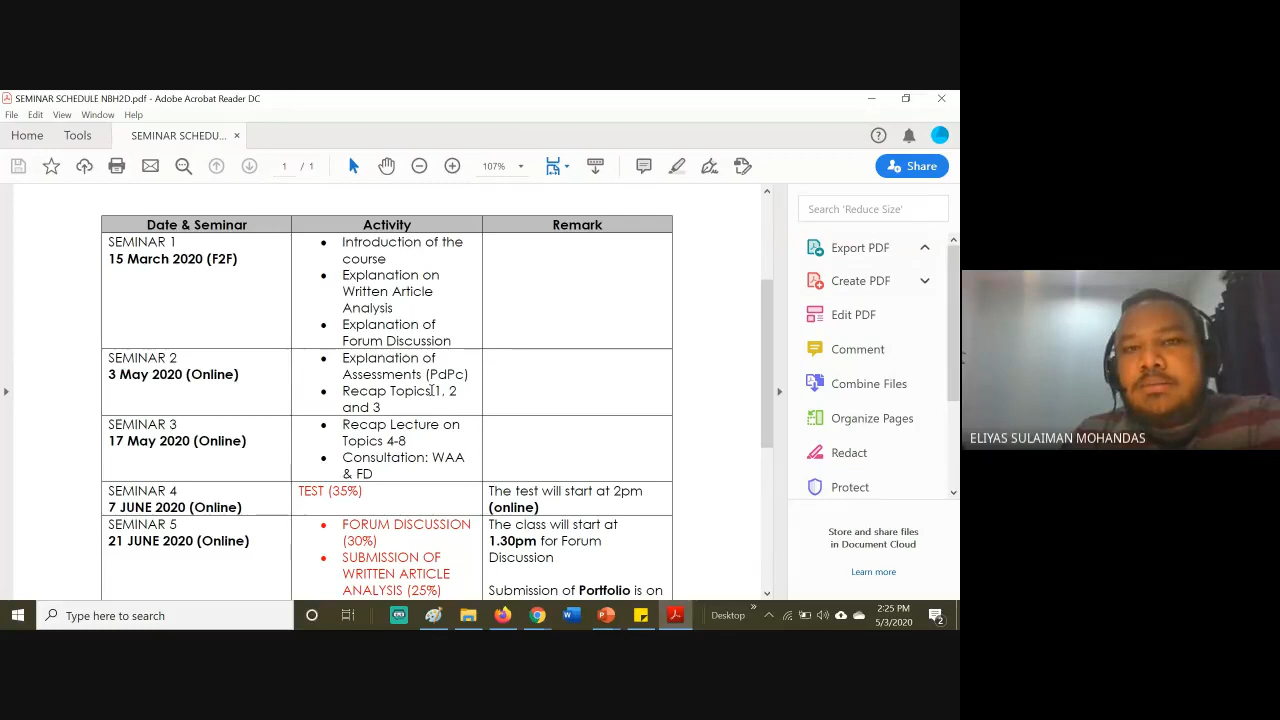 SEMINAR SCHEDULE NBH2D.pdf - Adobe Acrobat Reader DC
File Edit View Window Help
Home Tools SEMINAR SCHEDU... ×
1 / 1 107% Share
Date & Seminar Activity Remark
SEMINAR 1
15 March 2020 (F2F)
• Introduction of the
course
• Explanation on
Written Article
Analysis
• Explanation of
Forum Discussion
SEMINAR 2
3 May 2020 (Online)
• Explanation of
Assessments (PdPc)
• Recap Topics 1, 2
and 3
SEMINAR 3
17 May 2020 (Online)
• Recap Lecture on
Topics 4-8
• Consultation: WAA
& FD
SEMINAR 4
7 JUNE 2020 (Online)
TEST (35%)
The test will start at 2pm
(online)
SEMINAR 5
21 JUNE 2020 (Online)
• FORUM DISCUSSION
(30%)
• SUBMISSION OF
WRITTEN ARTICLE
ANALYSIS (25%)
The class will start at
1.30pm for Forum
Discussion
Submission of Portfolio is on
Search 'Reduce Size'
Export PDF
Create PDF
Edit PDF
Comment
Combine Files
Organize Pages
Redact
Protect
Store and share files
in Document Cloud
Learn more
ELIYAS SULAIMAN MOHANDAS
Type here to search
Desktop
2:25 PM
5/3/2020
2